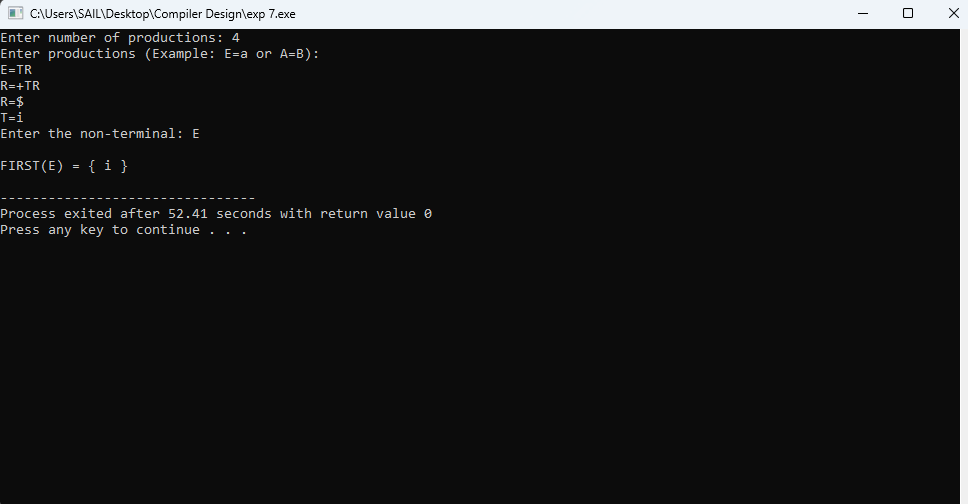 C:\Users\SAIL\Desktop\Compiler Design\exp 7.exe
Enter number of productions: 4
Enter productions (Example: E=a or A=B):
E=TR
R=+TR
R=$
T=i
Enter the non-terminal: E
FIRST(E) = { i }
--------------------------------
Process exited after 52.41 seconds with return value 0
Press any key to continue . . .